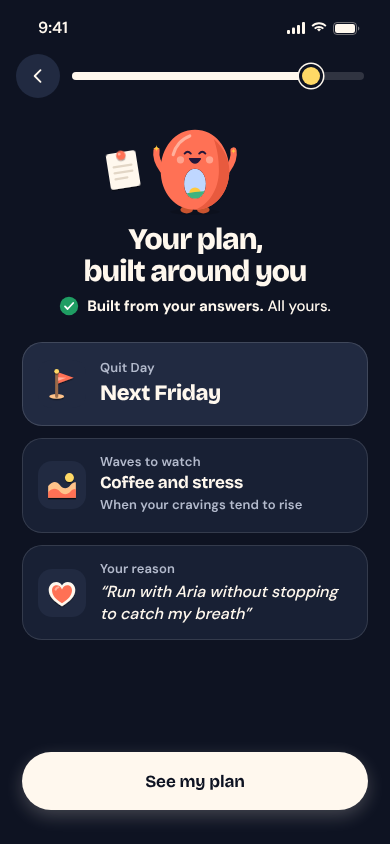 9:41
Your plan,
built around you
Built from your answers. All yours.
Quit Day
Next Friday
Waves to watch
Coffee and stress
When your cravings tend to rise
Your reason
“Run with Aria without stopping
to catch my breath”
See my plan